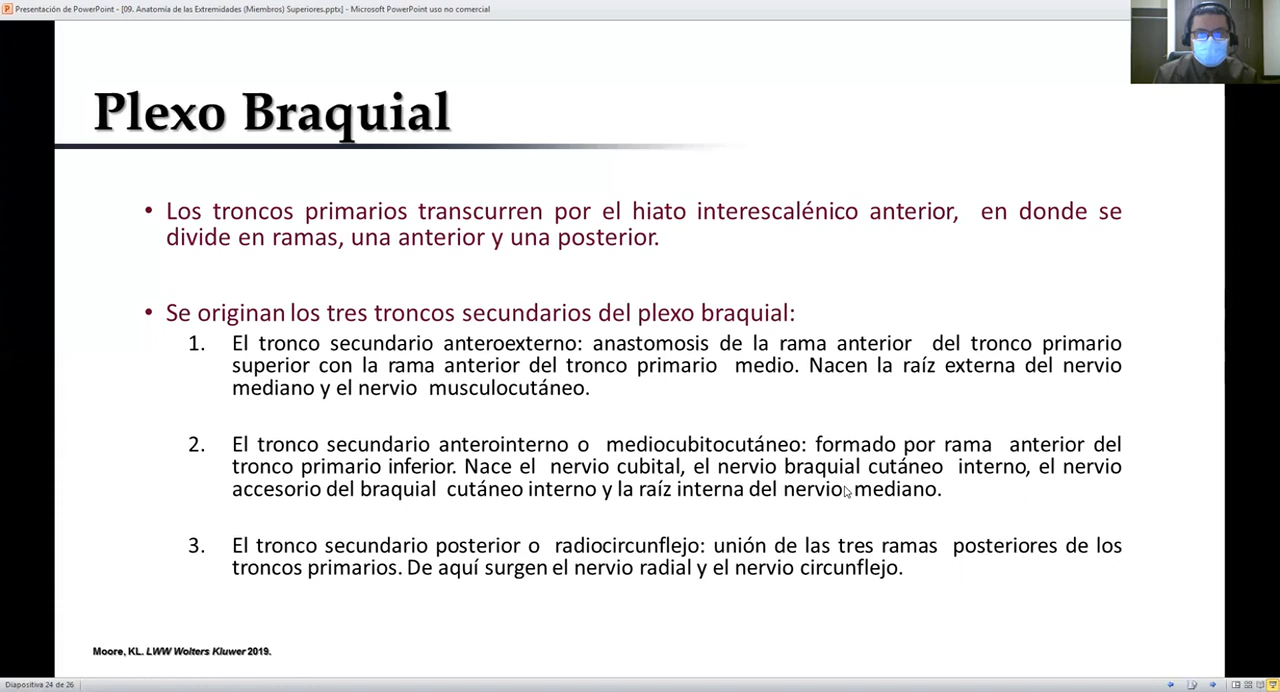 Presentación de PowerPoint - [09. Anatomía de las Extremidades (Miembros) Superiores.pptx] - Microsoft PowerPoint uso no comercial
Plexo Braquial
• Los troncos primarios transcurren por el hiato interescalénico anterior, en donde se
divide en ramas, una anterior y una posterior.
• Se originan los tres troncos secundarios del plexo braquial:
1. El tronco secundario anteroexterno: anastomosis de la rama anterior del tronco primario
superior con la rama anterior del tronco primario medio. Nacen la raíz externa del nervio
mediano y el nervio musculocutáneo.
2. El tronco secundario anterointerno o mediocubitocutáneo: formado por rama anterior del
tronco primario inferior. Nace el nervio cubital, el nervio braquial cutáneo interno, el nervio
accesorio del braquial cutáneo interno y la raíz interna del nervio mediano.
3. El tronco secundario posterior o radiocircunflejo: unión de las tres ramas posteriores de los
troncos primarios. De aquí surgen el nervio radial y el nervio circunflejo.
Moore, KL. LWW Wolters Kluwer 2019.
Diapositiva 24 de 26